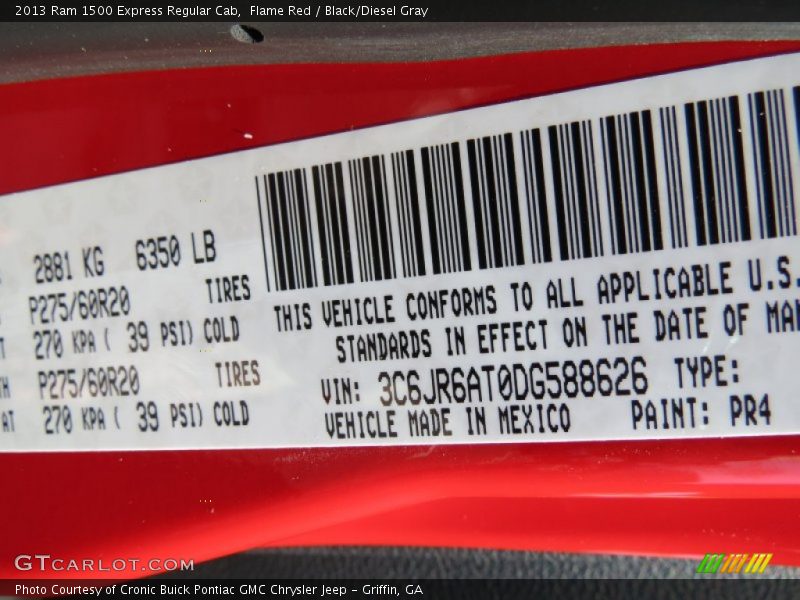 2013 Ram 1500 Express Regular Cab,  Flame Red / Black/Diesel Gray
2881 KG   6350 LB
P275/60R20   TIRES
270 KPA ( 39 PSI) COLD
P275/60R20   TIRES
AT 270 KPA ( 39 PSI) COLD
THIS VEHICLE CONFORMS TO ALL APPLICABLE U.S.
STANDARDS IN EFFECT ON THE DATE OF MAN
VIN: 3C6JR6AT0DG588626 TYPE:
VEHICLE MADE IN MEXICO   PAINT: PR4
GTCARLOT.COM
Photo Courtesy of Cronic Buick Pontiac GMC Chrysler Jeep - Griffin, GA